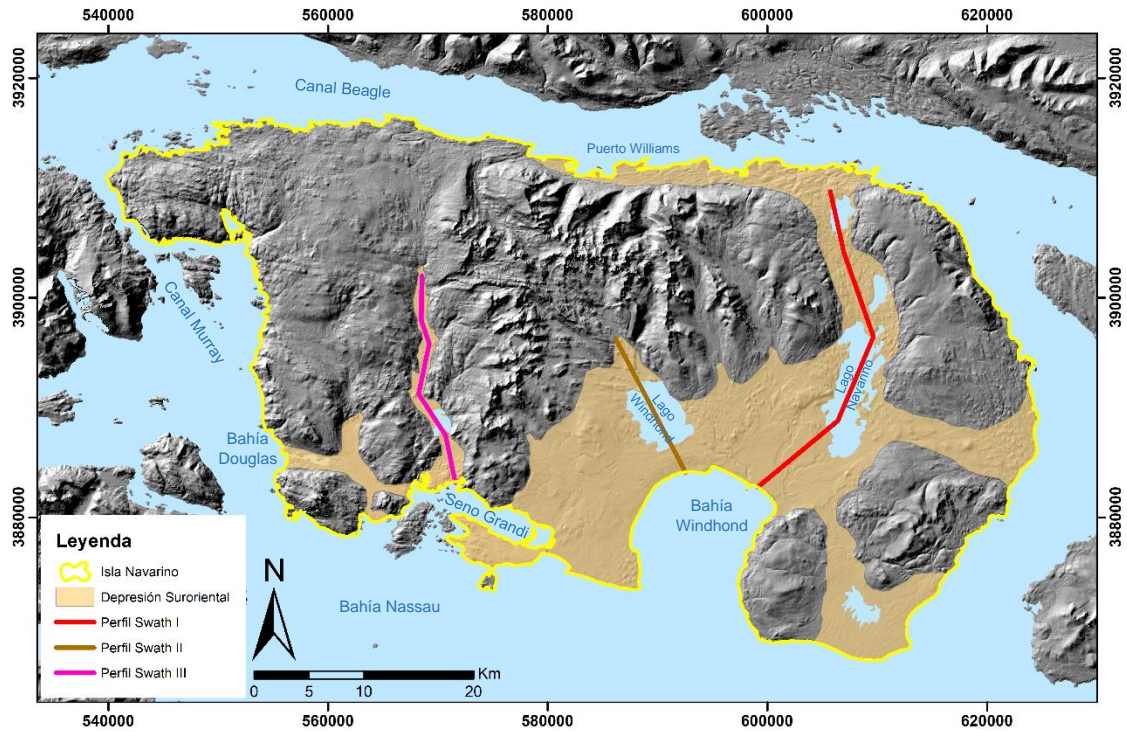 540000 560000 580000 600000 620000
3920000
3920000
Canal Beagle
Puerto Williams
3900000
3900000
Canal Murray
Lago
Navarino
Lago
Windhond
Bahía
Douglas
Seno Grandi
Bahía
Windhond
3880000
3880000
Bahía Nassau
Leyenda
Isla Navarino
Depresión Suroriental
Perfil Swath I
Perfil Swath II
Perfil Swath III
N
Km
0 5 10 20
540000 560000 580000 600000 620000